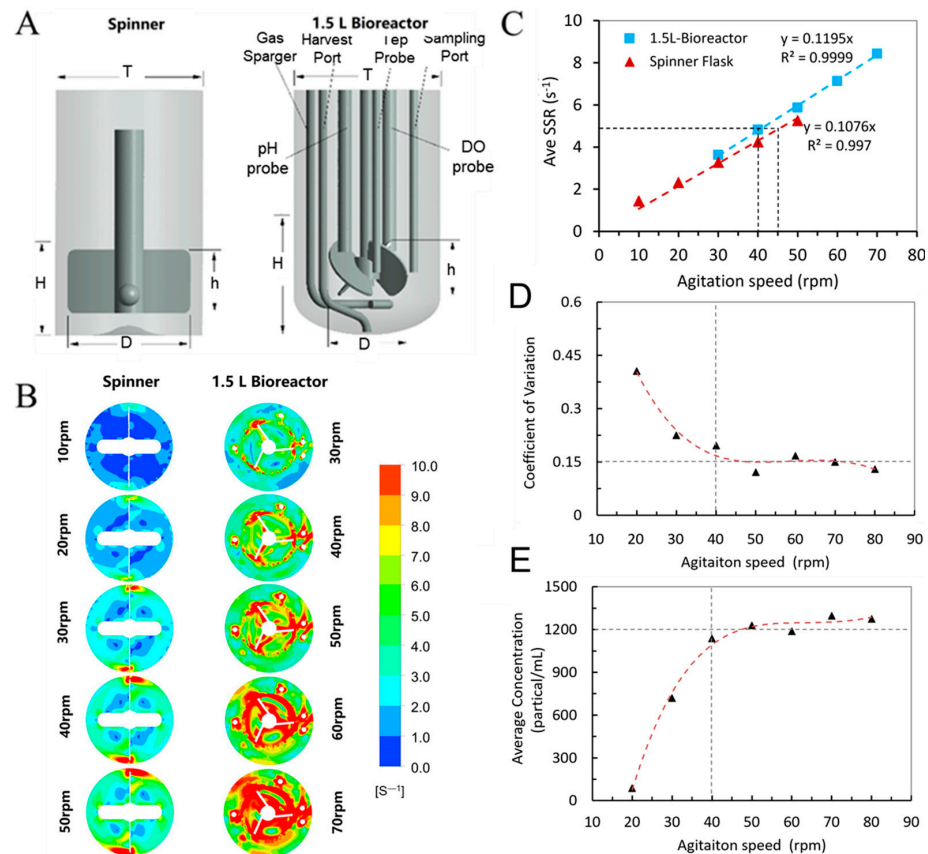 A
Spinner
T
H
h
D
1.5 L Bioreactor
Gas Sparger
Harvest Port
Tep Probe
Sampling Port
T
pH probe
DO probe
H
h
D
B
Spinner
1.5 L Bioreactor
10rpm
30rpm
20rpm
40rpm
30rpm
50rpm
40rpm
60rpm
50rpm
70rpm
10.0
9.0
8.0
7.0
6.0
5.0
4.0
3.0
2.0
1.0
0.0
[S⁻¹]
C
1.5L-Bioreactor
Spinner Flask
y = 0.1195x
R² = 0.9999
y = 0.1076x
R² = 0.997
Ave SSR (s⁻¹)
10
8
6
4
2
0
0 10 20 30 40 50 60 70 80
Agitation speed (rpm)
D
Coefficient of Variation
0.6
0.45
0.3
0.15
0
10 20 30 40 50 60 70 80 90
Agitaiton speed (rpm)
E
Average Concentration
(partical/mL)
1500
1200
900
600
300
0
10 20 30 40 50 60 70 80 90
Agitaiton speed (rpm)